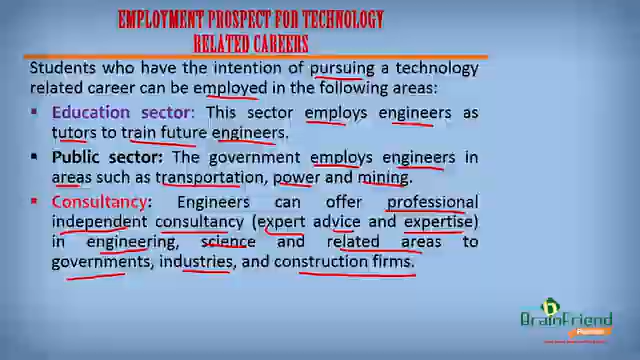 EMPLOYMENT PROSPECT FOR TECHNOLOGY
RELATED CAREERS
Students who have the intention of pursuing a technology
related career can be employed in the following areas:
▪ Education sector: This sector employs engineers as
tutors to train future engineers.
▪ Public sector: The government employs engineers in
areas such as transportation, power and mining.
▪ Consultancy: Engineers can offer professional
independent consultancy (expert advice and expertise)
in engineering, science and related areas to
governments, industries, and construction firms.
BrainFriend